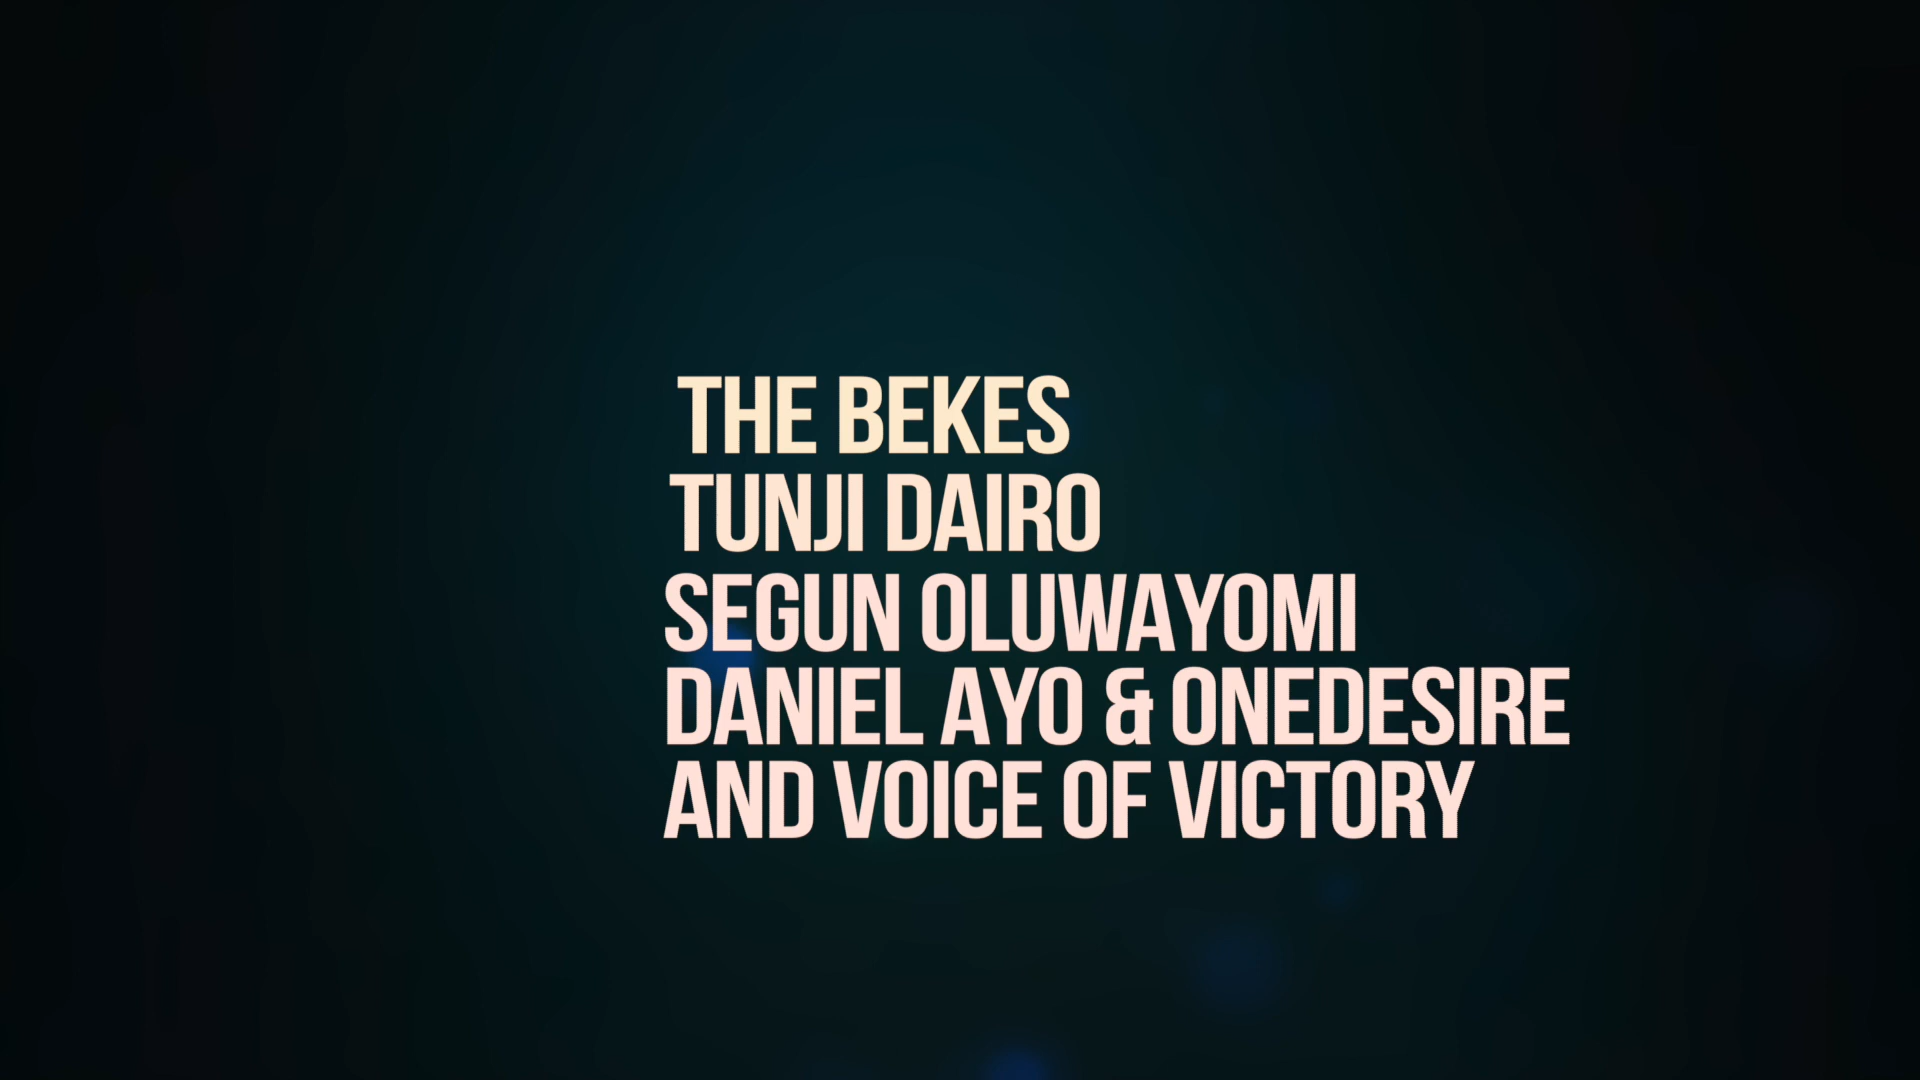 THE BEKES
TUNJI DAIRO
SEGUN OLUWAYOMI
DANIEL AYO & ONEDESIRE
AND VOICE OF VICTORY